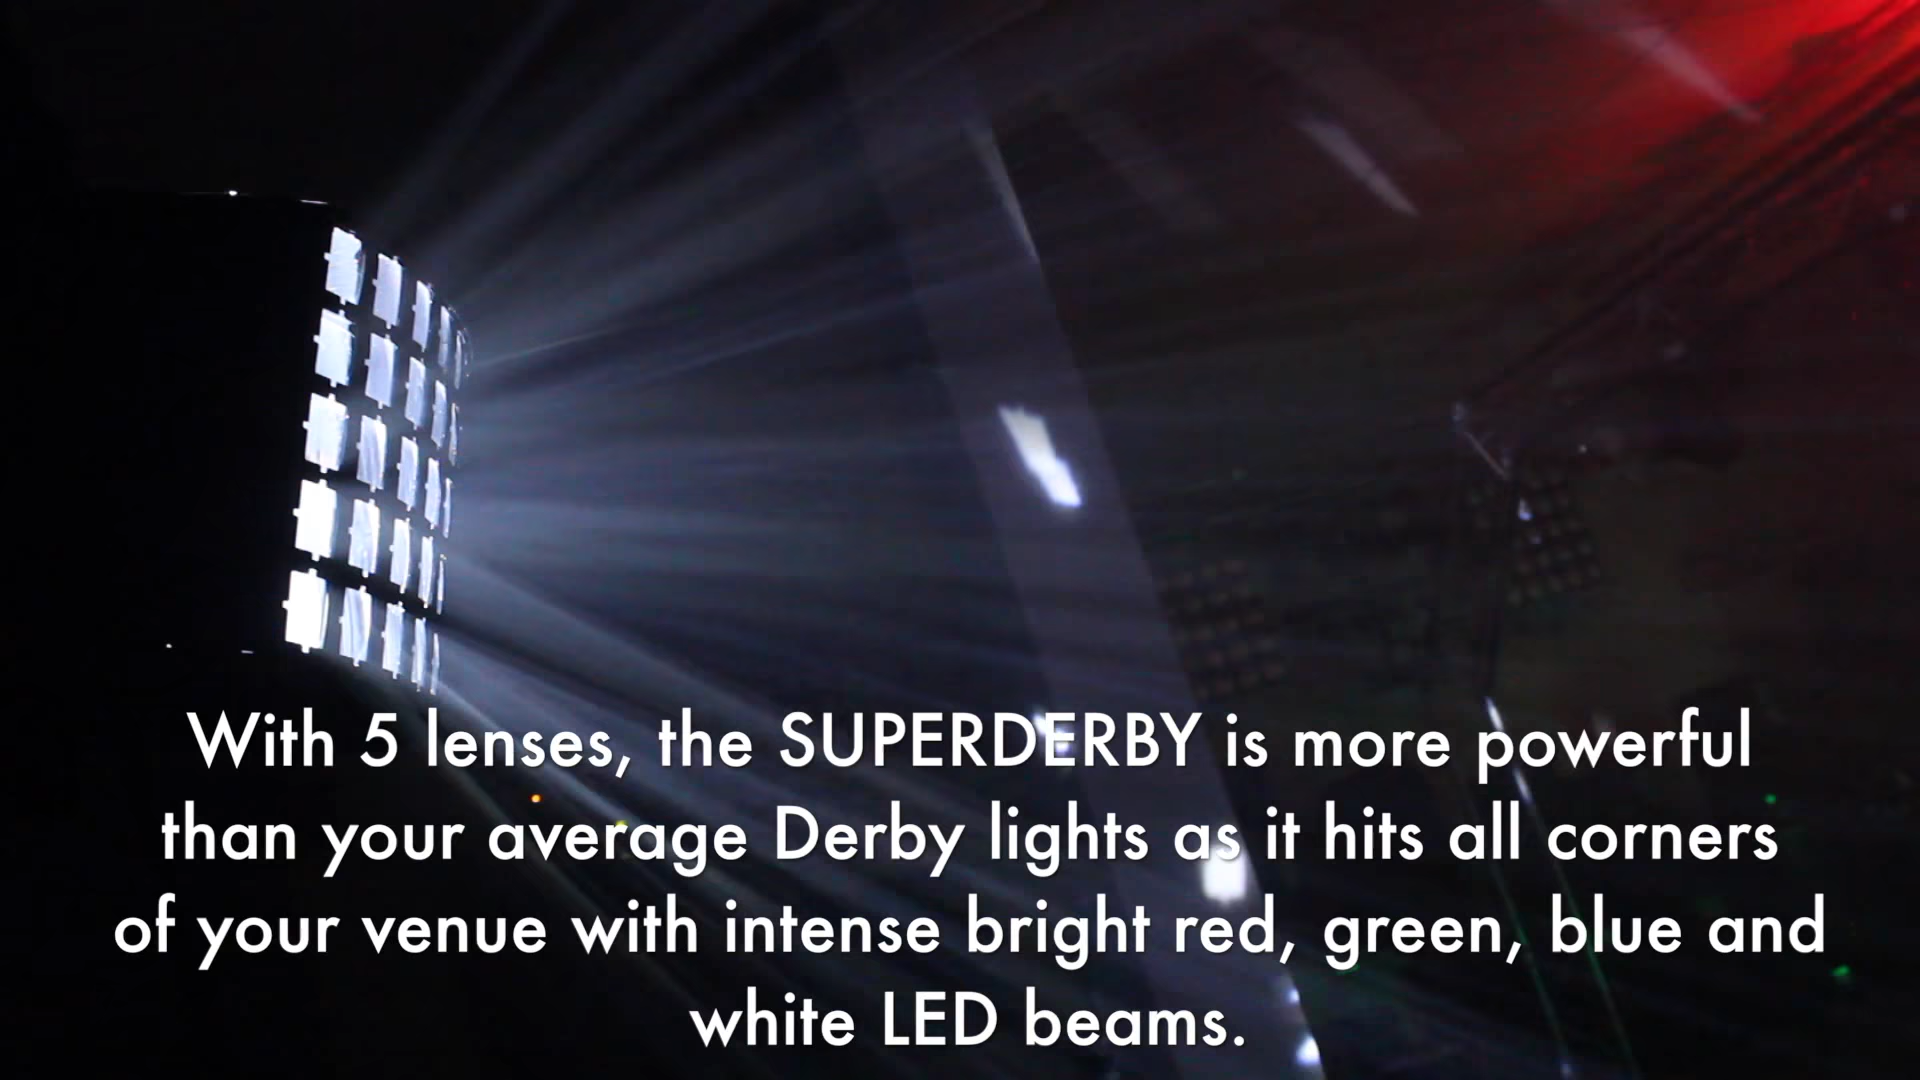 With 5 lenses, the SUPERDERBY is more powerful
than your average Derby lights as it hits all corners
of your venue with intense bright red, green, blue and
white LED beams.